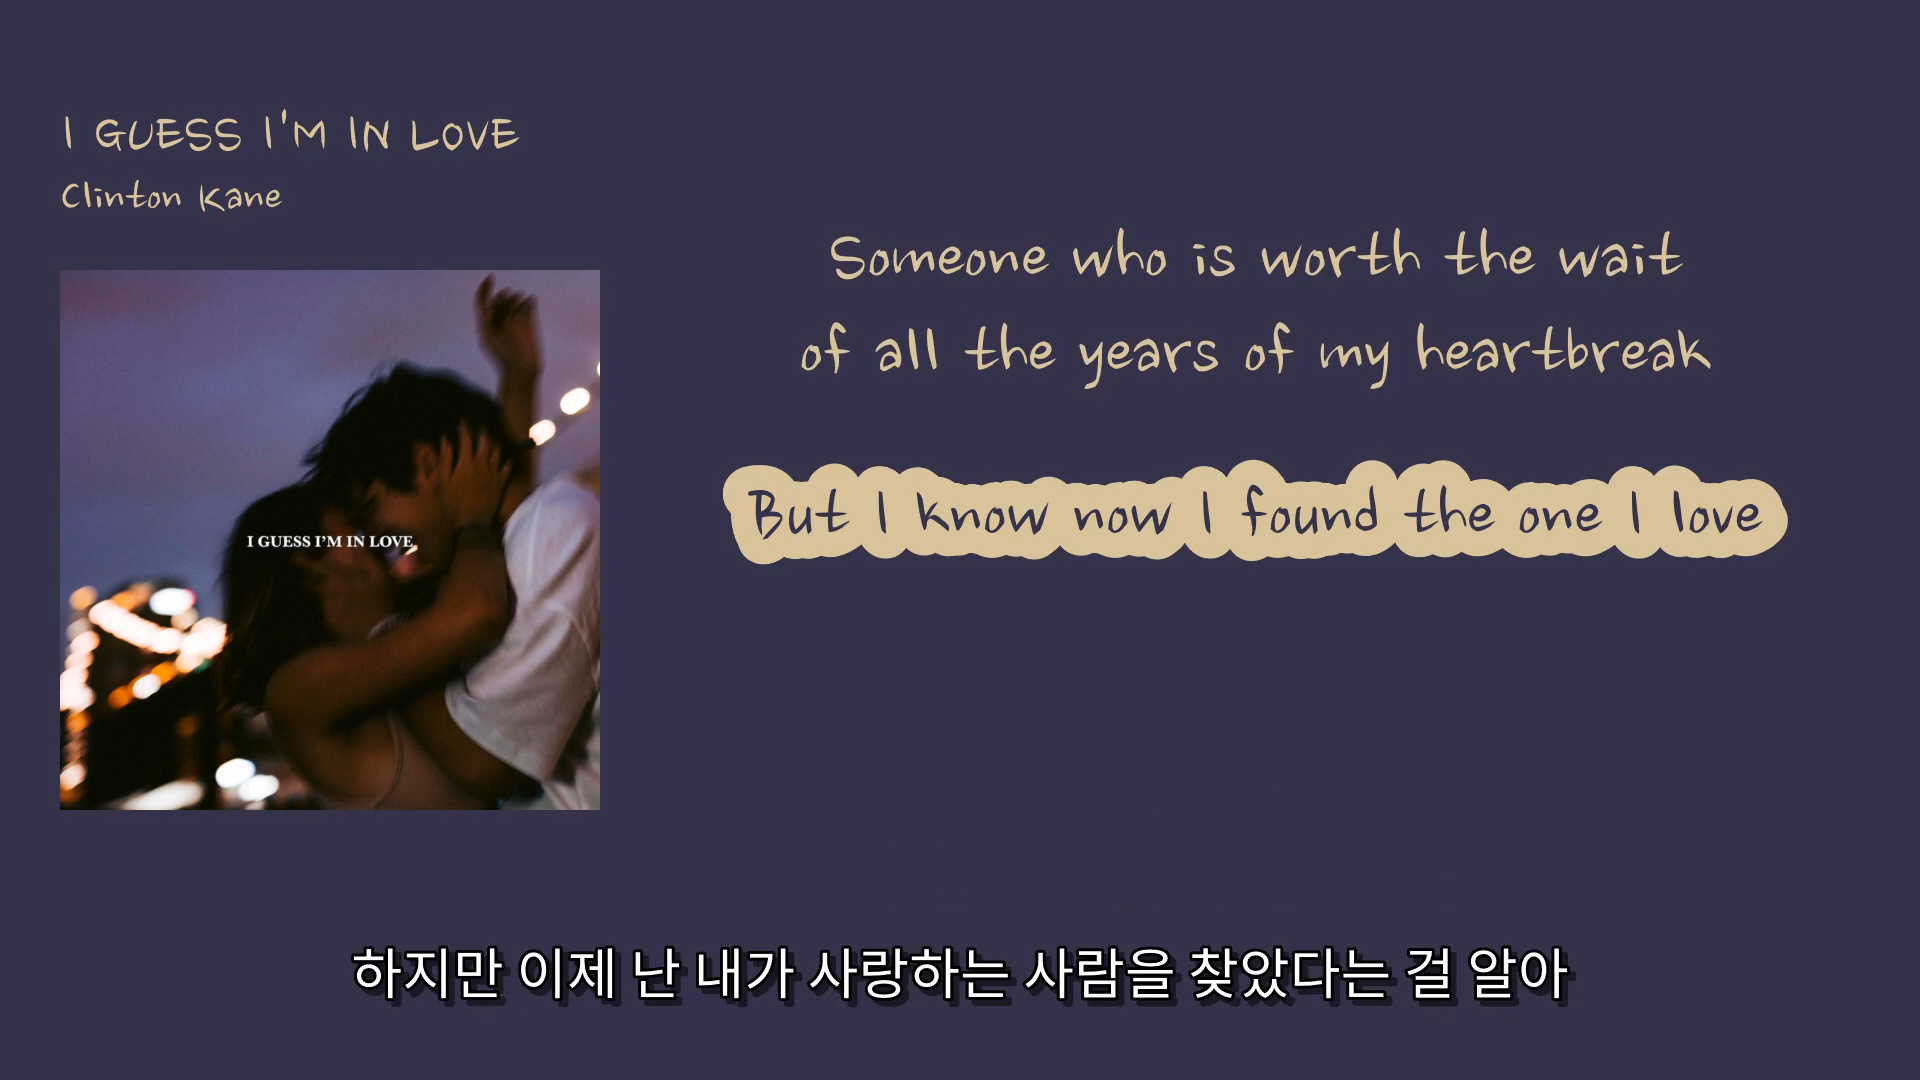 I GUESS I'M IN LOVE
Clinton Kane
I GUESS I'M IN LOVE.
Someone who is worth the wait
of all the years of my heartbreak
But I know now I found the one I love
하지만 이제 난 내가 사랑하는 사람을 찾았다는 걸 알아